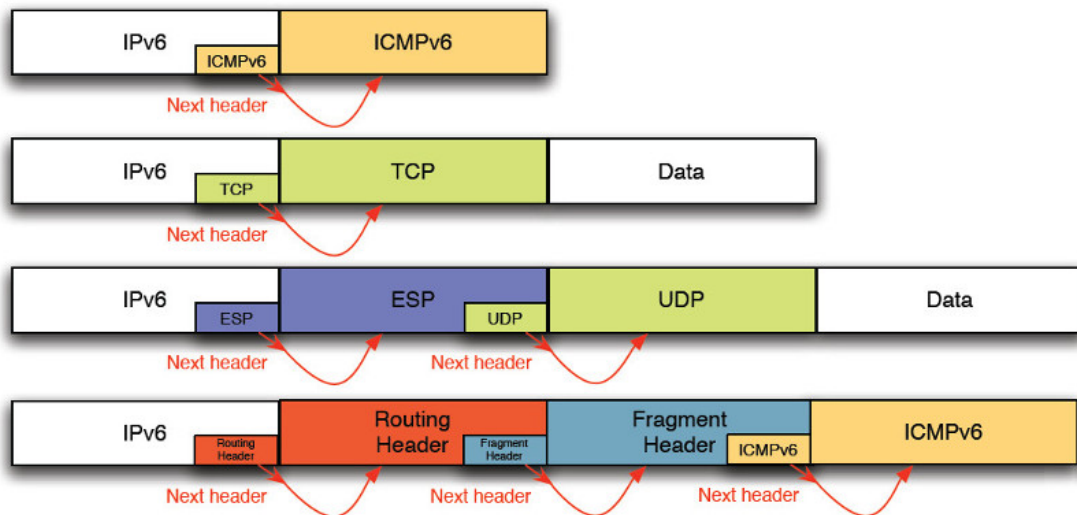 IPv6
ICMPv6
ICMPv6
Next header
IPv6
TCP
TCP
Data
Next header
IPv6
ESP
ESP
UDP
UDP
Data
Next header
Next header
IPv6
Routing
Header
Routing
Header
Fragment
Header
Fragment
Header
ICMPv6
ICMPv6
Next header
Next header
Next header